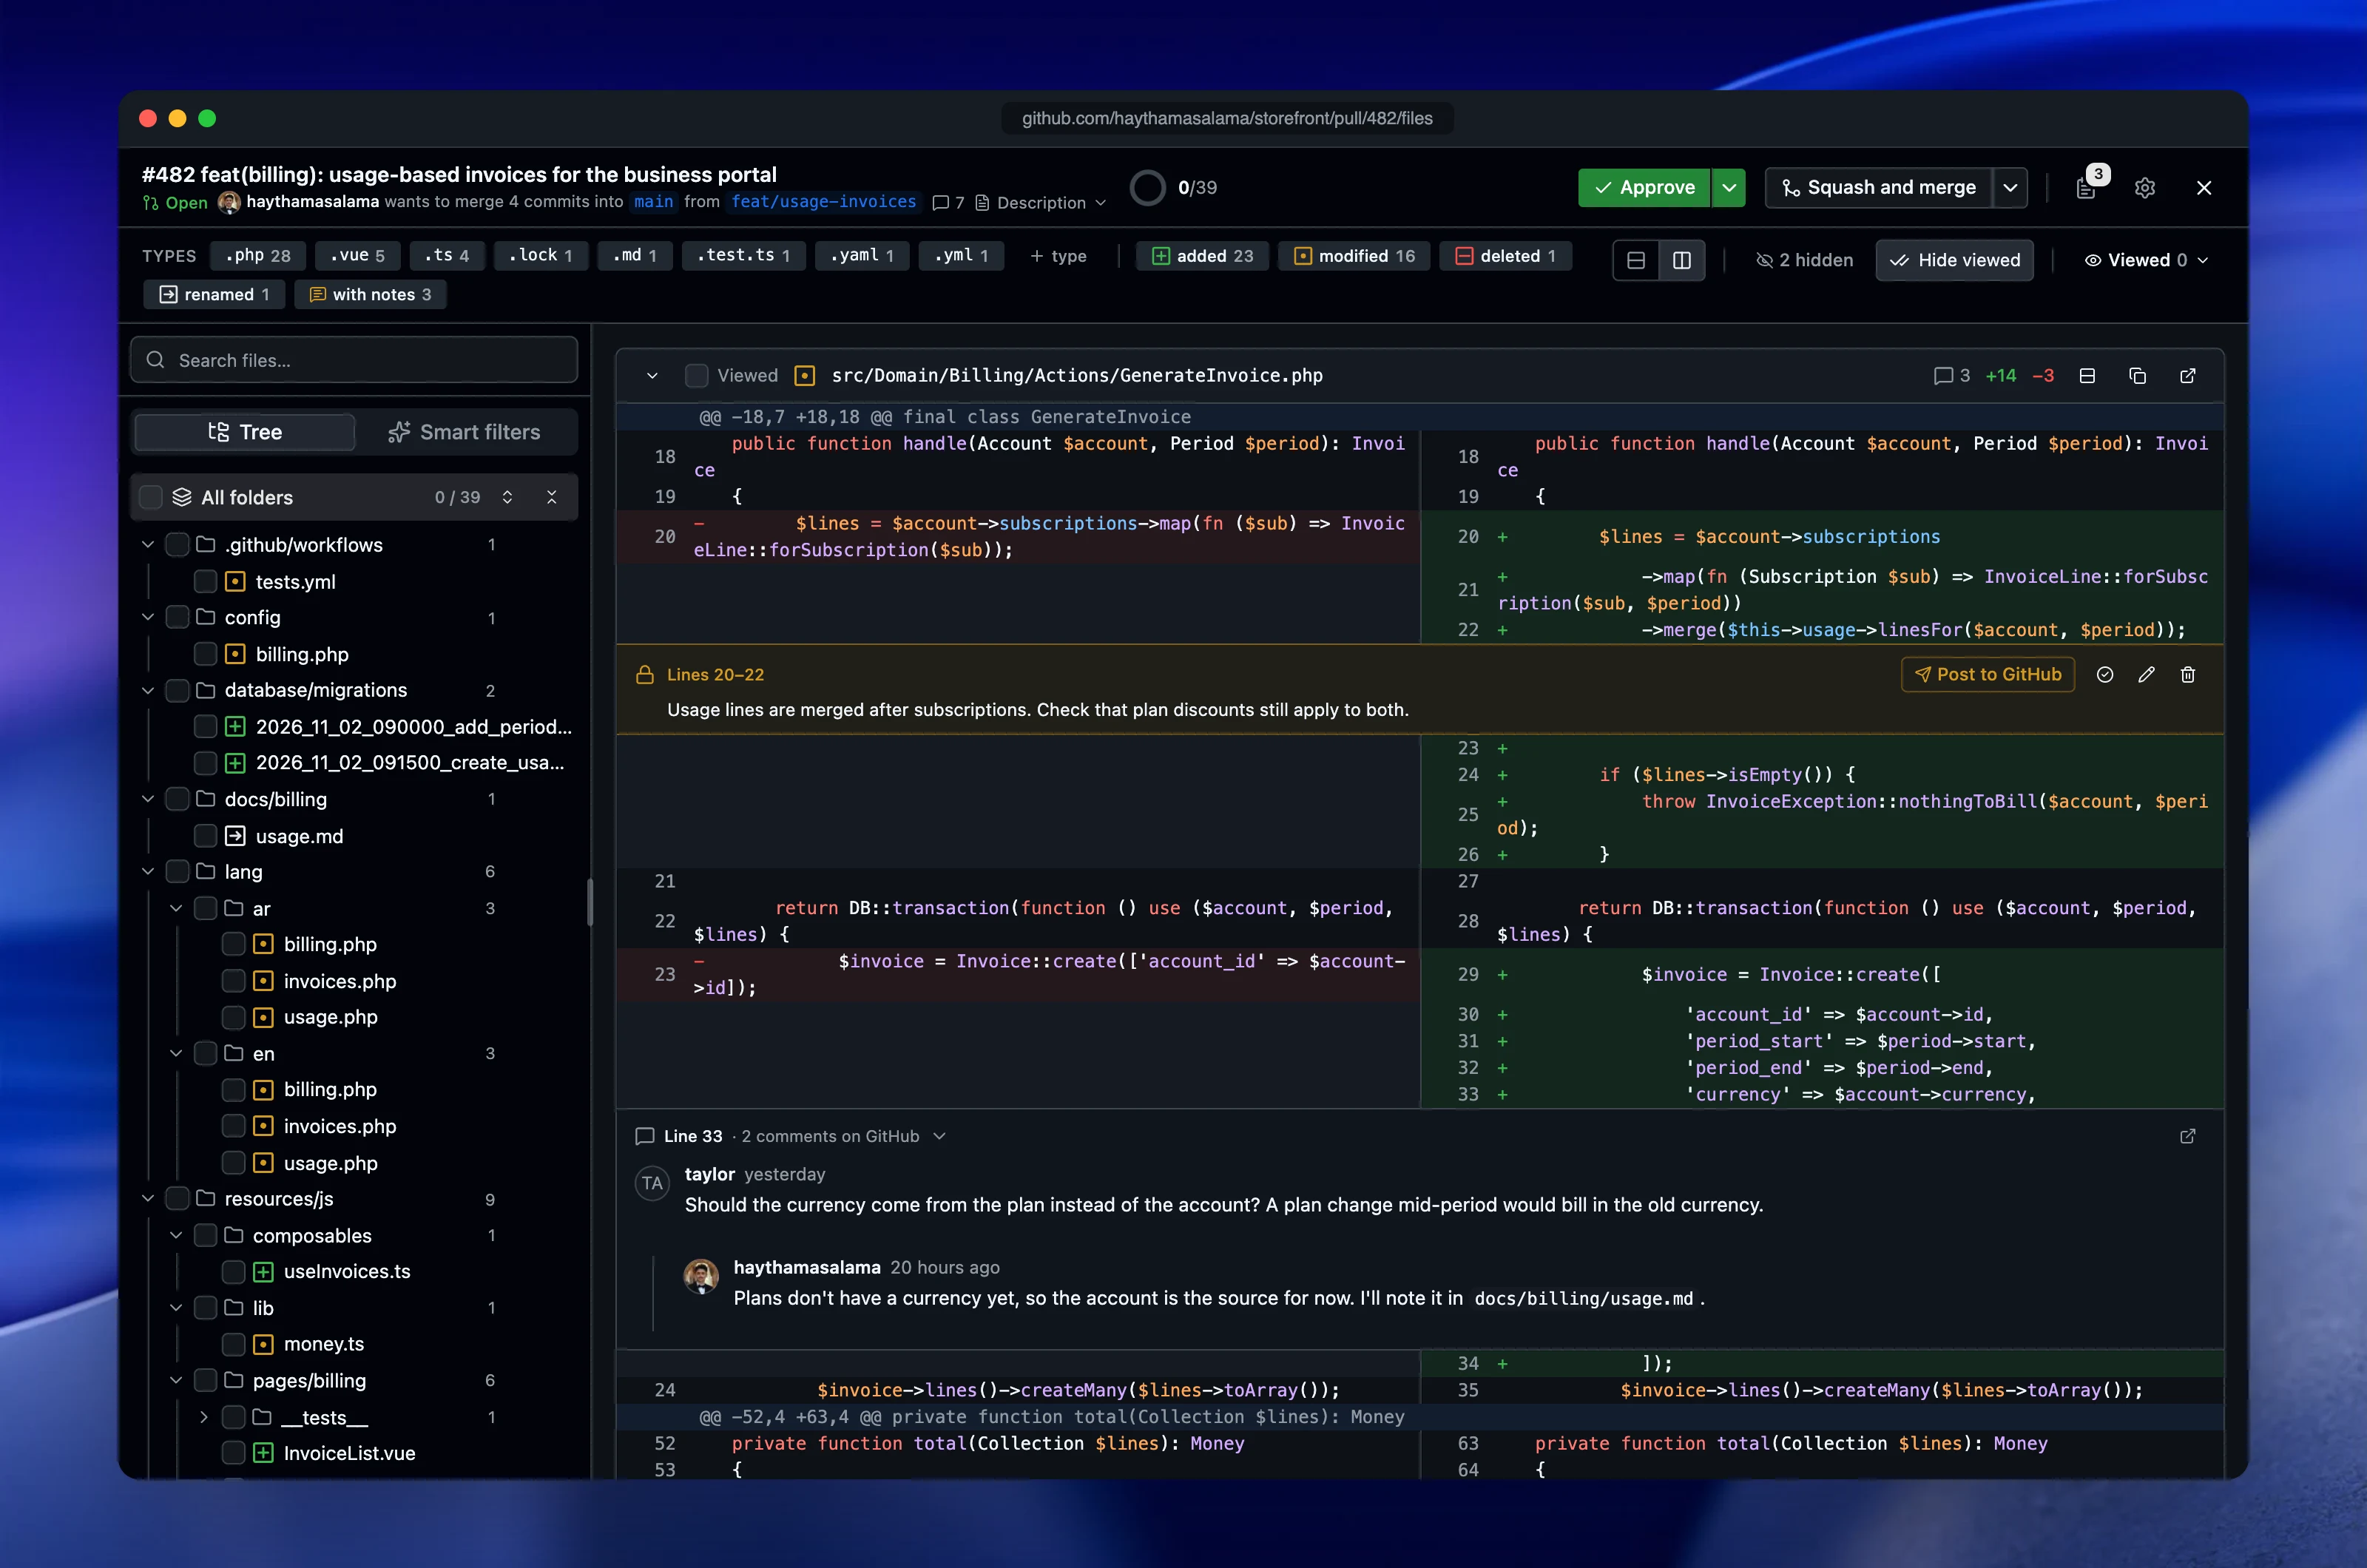 github.com/haythamasalama/storefront/pull/482/files
#482 feat(billing): usage-based invoices for the business portal
Open haythamasalama wants to merge 4 commits into main from feat/usage-invoices 7 Description
0/39
Approve
Squash and merge
3
TYPES .php 28 .vue 5 .ts 4 .lock 1 .md 1 .test.ts 1 .yaml 1 .yml 1 + type added 23 modified 16 deleted 1
2 hidden Hide viewed Viewed 0
renamed 1 with notes 3
Search files...
Tree Smart filters
All folders 0 / 39
.github/workflows 1
tests.yml
config 1
billing.php
database/migrations 2
2026_11_02_090000_add_period...
2026_11_02_091500_create_usa...
docs/billing 1
usage.md
lang 6
ar 3
billing.php
invoices.php
usage.php
en 3
billing.php
invoices.php
usage.php
resources/js 9
composables 1
useInvoices.ts
lib 1
money.ts
pages/billing 6
__tests__ 1
InvoiceList.vue
Viewed src/Domain/Billing/Actions/GenerateInvoice.php 3 +14 −3
@@ −18,7 +18,18 @@ final class GenerateInvoice
18 public function handle(Account $account, Period $period): Invoi
ce
19 {
20 − $lines = $account->subscriptions->map(fn ($sub) => Invoic
eLine::forSubscription($sub));
18 public function handle(Account $account, Period $period): Invoi
ce
19 {
20 + $lines = $account->subscriptions
21 + ->map(fn (Subscription $sub) => InvoiceLine::forSubsc
ription($sub, $period))
22 + ->merge($this->usage->linesFor($account, $period));
Lines 20–22
Post to GitHub
Usage lines are merged after subscriptions. Check that plan discounts still apply to both.
23 +
24 + if ($lines->isEmpty()) {
25 + throw InvoiceException::nothingToBill($account, $peri
od);
26 + }
21
22 return DB::transaction(function () use ($account, $period,
$lines) {
23 − $invoice = Invoice::create(['account_id' => $account-
>id]);
27
28 return DB::transaction(function () use ($account, $period,
$lines) {
29 + $invoice = Invoice::create([
30 + 'account_id' => $account->id,
31 + 'period_start' => $period->start,
32 + 'period_end' => $period->end,
33 + 'currency' => $account->currency,
Line 33 · 2 comments on GitHub
TA
taylor yesterday
Should the currency come from the plan instead of the account? A plan change mid-period would bill in the old currency.
haythamasalama 20 hours ago
Plans don't have a currency yet, so the account is the source for now. I'll note it in docs/billing/usage.md .
34 + ]);
24 $invoice->lines()->createMany($lines->toArray());
35 $invoice->lines()->createMany($lines->toArray());
@@ −52,4 +63,4 @@ private function total(Collection $lines): Money
52 private function total(Collection $lines): Money
53 {
63 private function total(Collection $lines): Money
64 {